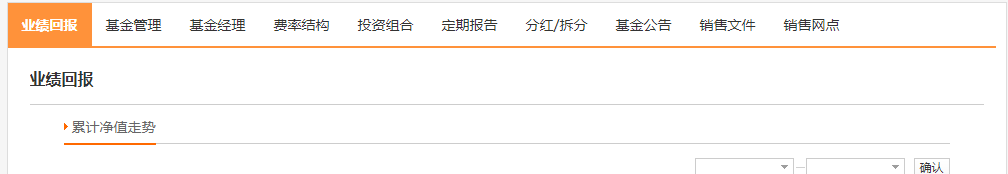 业绩回报 基金管理 基金经理 费率结构 投资组合 定期报告 分红/拆分 基金公告 销售文件 销售网点
业绩回报
累计净值走势
确认